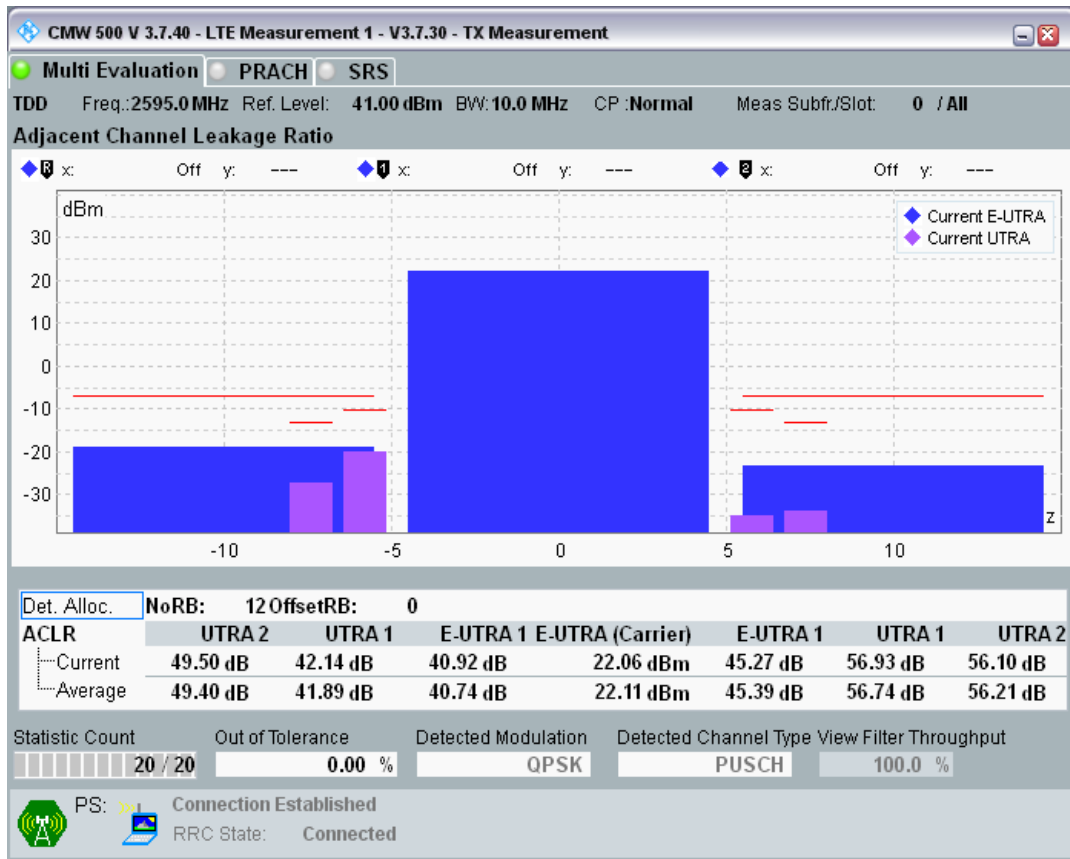 CMW 500 V 3.7.40 - LTE Measurement 1 - V3.7.30 - TX Measurement
Multi Evaluation PRACH SRS
TDD Freq.:2595.0 MHz Ref. Level: 41.00 dBm BW:10.0 MHz CP :Normal Meas Subfr./Slot: 0 / All
Adjacent Channel Leakage Ratio
R x: Off y: --- 1 x: Off y: --- 2 x: Off y: ---
dBm
Current E-UTRA
Current UTRA
30
20
10
0
-10
-20
-30
z
-10 -5 0 5 10
Det. Alloc. NoRB: 12 OffsetRB: 0
ACLR UTRA 2 UTRA 1 E-UTRA 1 E-UTRA (Carrier) E-UTRA 1 UTRA 1 UTRA 2
Current 49.50 dB 42.14 dB 40.92 dB 22.06 dBm 45.27 dB 56.93 dB 56.10 dB
Average 49.40 dB 41.89 dB 40.74 dB 22.11 dBm 45.39 dB 56.74 dB 56.21 dB
Statistic Count Out of Tolerance Detected Modulation Detected Channel Type View Filter Throughput
20 / 20 0.00 % QPSK PUSCH 100.0 %
PS: Connection Established
RRC State: Connected